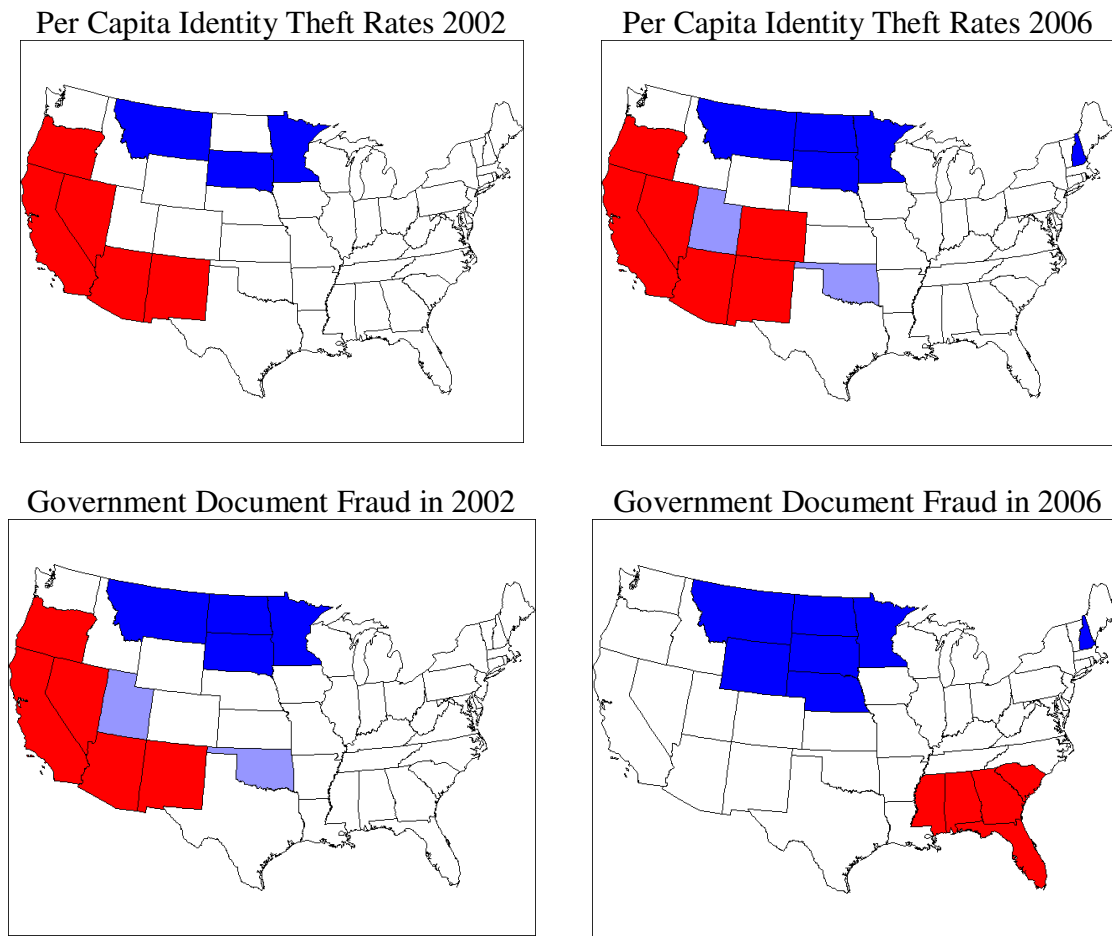 Per Capita Identity Theft Rates 2002
Per Capita Identity Theft Rates 2006
Government Document Fraud in 2002
Government Document Fraud in 2006